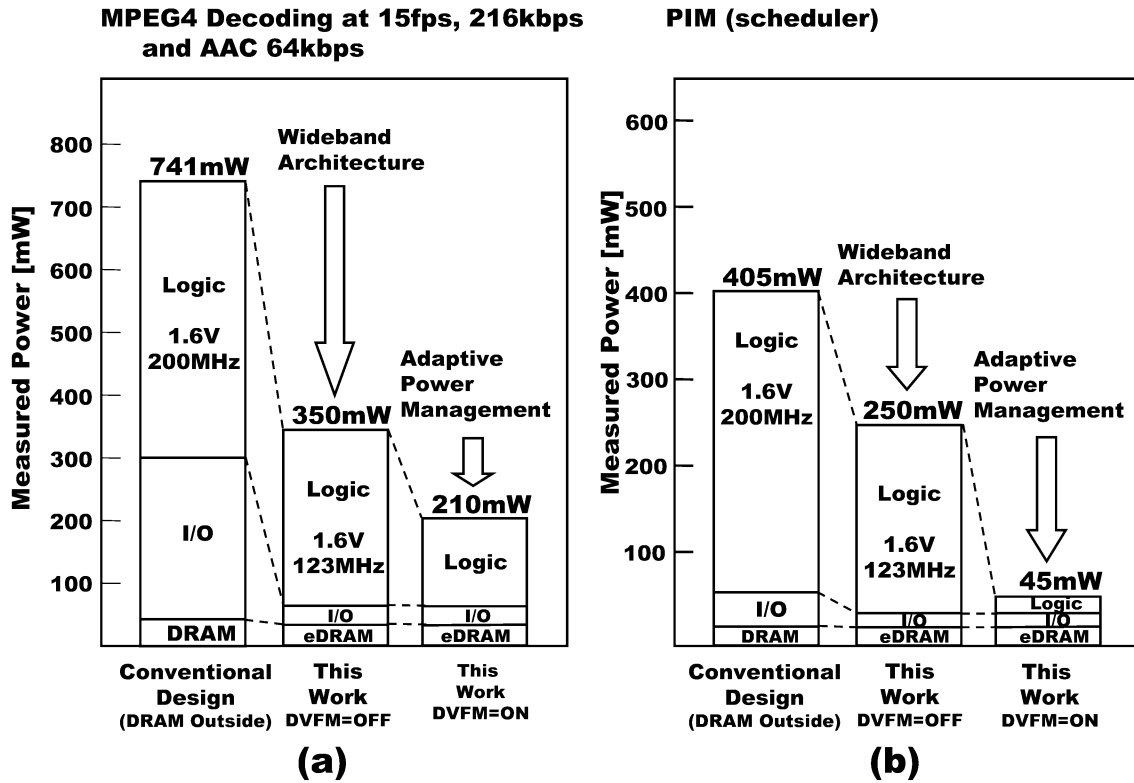 MPEG4 Decoding at 15fps, 216kbps
and AAC 64kbps
Measured Power [mW]
800
700
600
500
400
300
200
100
741mW
Logic
1.6V
200MHz
I/O
DRAM
Wideband
Architecture
350mW
Logic
1.6V
123MHz
I/O
eDRAM
Adaptive
Power
Management
210mW
Logic
I/O
eDRAM
Conventional
Design
(DRAM Outside)
This
Work
DVFM=OFF
This
Work
DVFM=ON
(a)
PIM (scheduler)
Measured Power [mW]
600
500
400
300
200
100
405mW
Logic
1.6V
200MHz
I/O
DRAM
Wideband
Architecture
250mW
Logic
1.6V
123MHz
I/O
eDRAM
Adaptive
Power
Management
45mW
Logic
I/O
eDRAM
Conventional
Design
(DRAM Outside)
This
Work
DVFM=OFF
This
Work
DVFM=ON
(b)